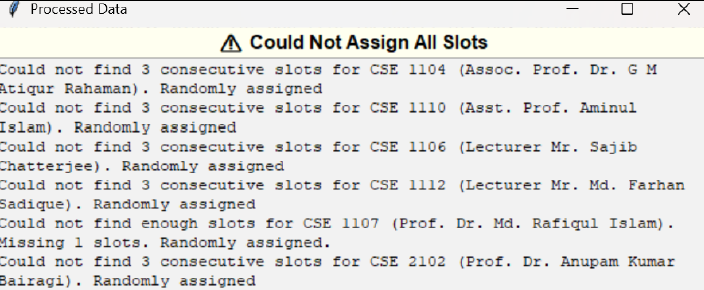 Processed Data
⚠ Could Not Assign All Slots
Could not find 3 consecutive slots for CSE 1104 (Assoc. Prof. Dr. G M
Atiqur Rahaman). Randomly assigned
Could not find 3 consecutive slots for CSE 1110 (Asst. Prof. Aminul
Islam). Randomly assigned
Could not find 3 consecutive slots for CSE 1106 (Lecturer Mr. Sajib
Chatterjee). Randomly assigned
Could not find 3 consecutive slots for CSE 1112 (Lecturer Mr. Md. Farhan
Sadique). Randomly assigned
Could not find enough slots for CSE 1107 (Prof. Dr. Md. Rafiqul Islam).
Missing 1 slots. Randomly assigned.
Could not find 3 consecutive slots for CSE 2102 (Prof. Dr. Anupam Kumar
Bairagi). Randomly assigned